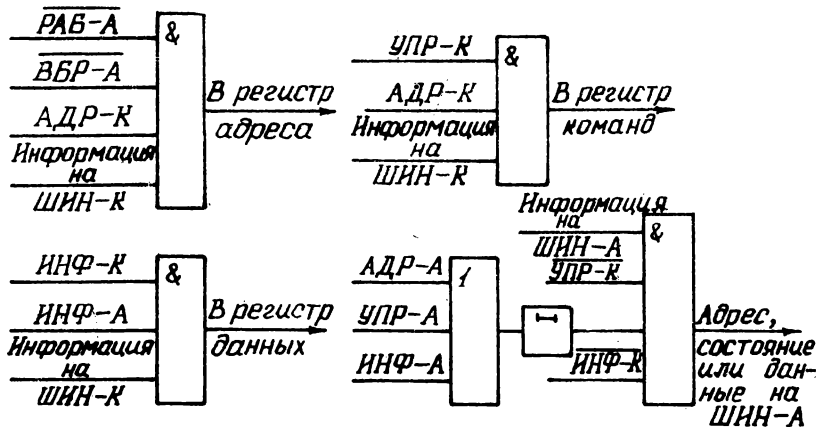 РАБ-А
&
ВБР-А
АДР-К
Информация
на
ШИН-К
В регистр
адреса
УПР-К
&
АДР-К
Информация
на
ШИН-К
В регистр
команд
ИНФ-К
&
ИНФ-А
Информация
на
ШИН-К
В регистр
данных
АДР-А
1
УПР-А
ИНФ-А
Информация
на
ШИН-А
&
УПР-К
ИНФ-К
Адрес,
состояние
или дан-
ные на
ШИН-А